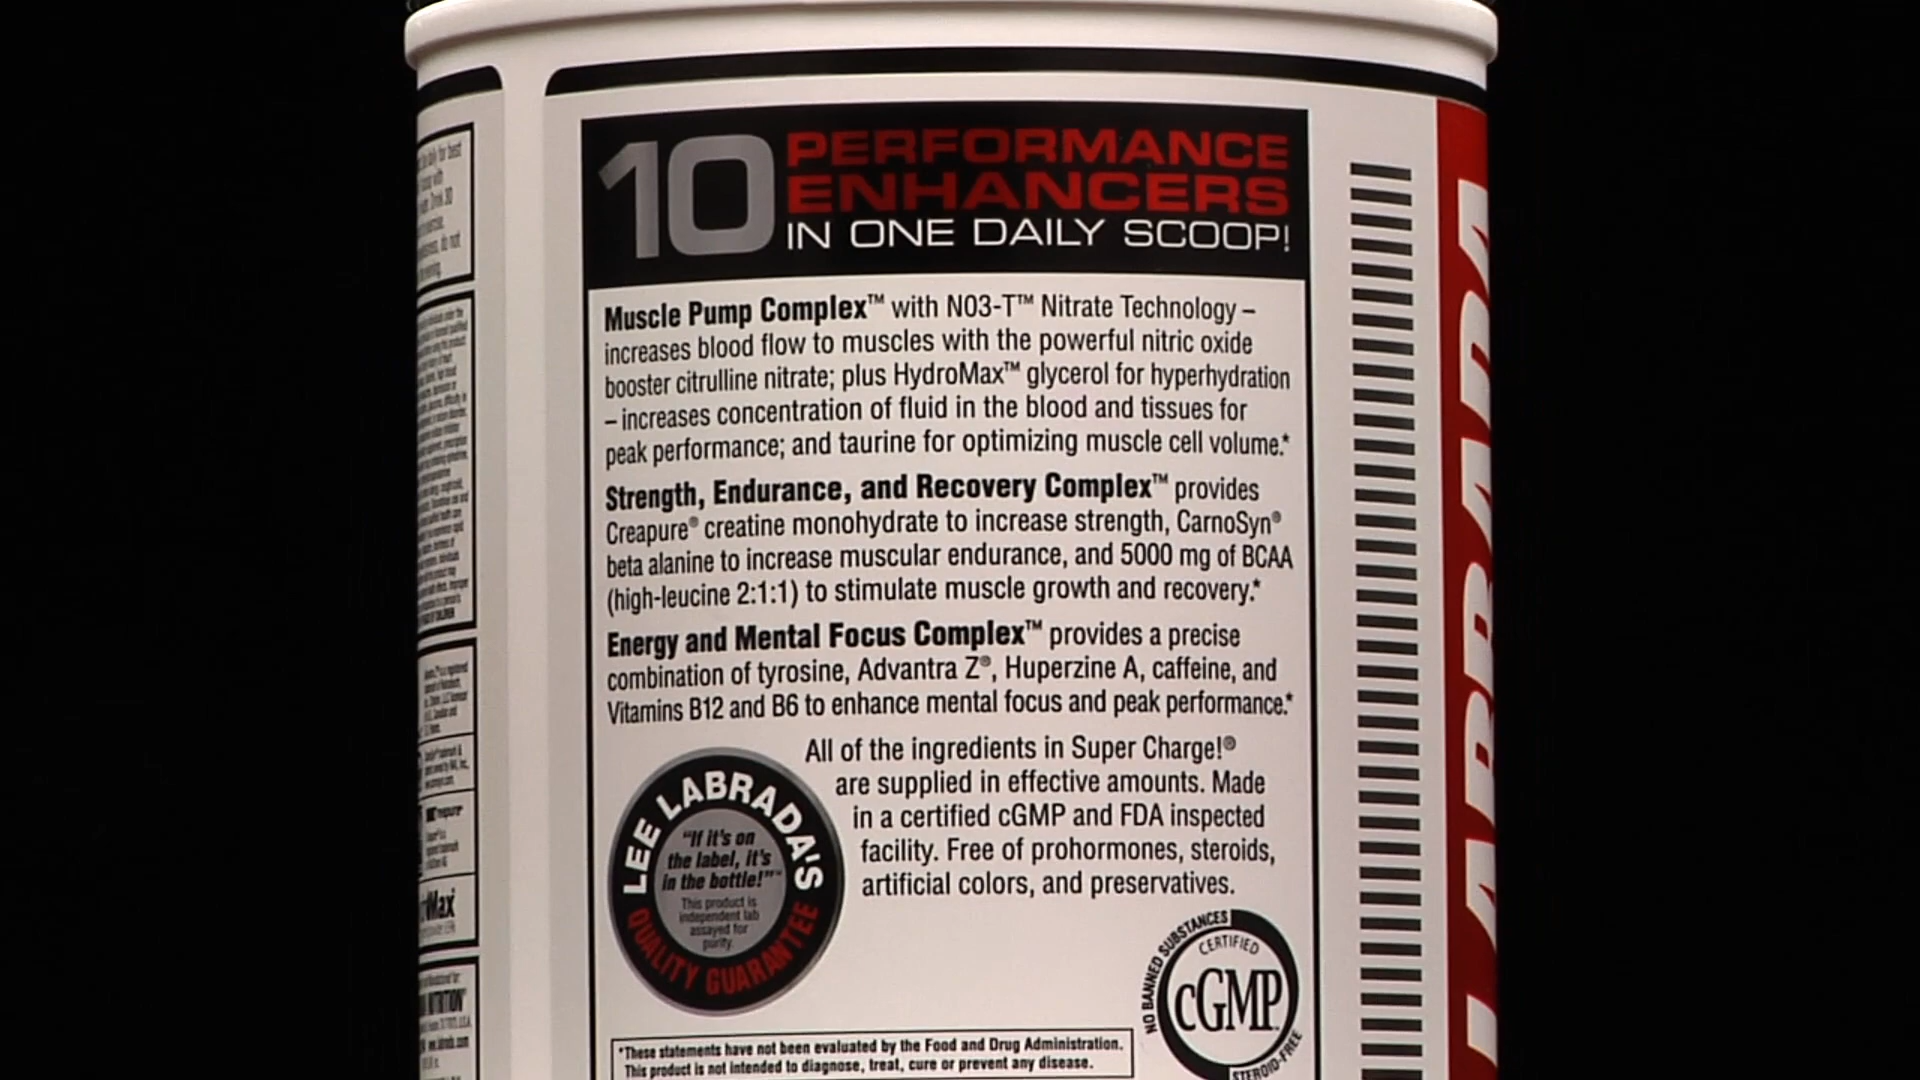 10 PERFORMANCE
ENHANCERS
IN ONE DAILY SCOOP!
Muscle Pump Complex™ with NO3-T™ Nitrate Technology –
increases blood flow to muscles with the powerful nitric oxide
booster citrulline nitrate; plus HydroMax™ glycerol for hyperhydration
– increases concentration of fluid in the blood and tissues for
peak performance; and taurine for optimizing muscle cell volume.*
Strength, Endurance, and Recovery Complex™ provides
Creapure® creatine monohydrate to increase strength, CarnoSyn®
beta alanine to increase muscular endurance, and 5000 mg of BCAA
(high-leucine 2:1:1) to stimulate muscle growth and recovery.*
Energy and Mental Focus Complex™ provides a precise
combination of tyrosine, Advantra Z®, Huperzine A, caffeine, and
Vitamins B12 and B6 to enhance mental focus and peak performance.*
All of the ingredients in Super Charge!®
are supplied in effective amounts. Made
in a certified cGMP and FDA inspected
facility. Free of prohormones, steroids,
artificial colors, and preservatives.
LEE LABRADA'S
"If it's on
the label, it's
in the bottle!"™
This product is
independent lab
assayed for
purity.
QUALITY GUARANTEE
NO BANNED SUBSTANCES
CERTIFIED
cGMP
STEROID-FREE
*These statements have not been evaluated by the Food and Drug Administration.
This product is not intended to diagnose, treat, cure or prevent any disease.
LABRADA